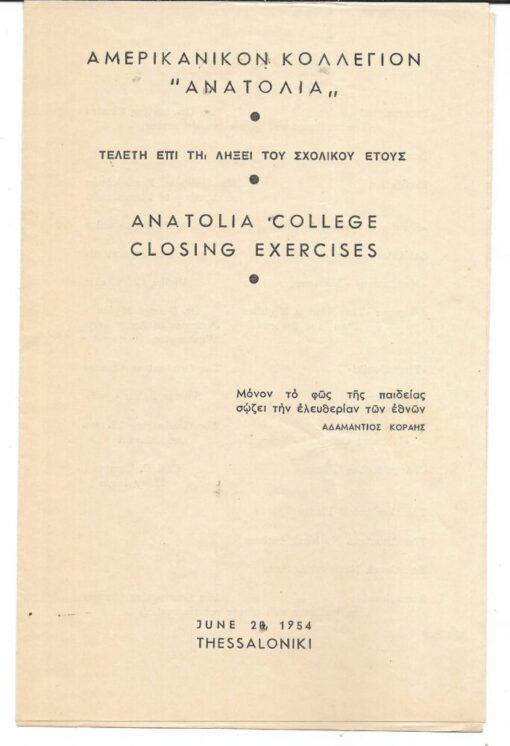 ΑΜΕΡΙΚΑΝΙΚΟΝ ΚΟΛΛΕΓΙΟΝ
"ΑΝΑΤΟΛΙΑ„
ΤΕΛΕΤΗ ΕΠΙ ΤΗι ΛΗΞΕΙ ΤΟΥ ΣΧΟΛΙΚΟΥ ΕΤΟΥΣ
ANATOLIA COLLEGE
CLOSING EXERCISES
Μόνον τὸ φῶς τῆς παιδείας
σῴζει τὴν ἐλευθερίαν τῶν ἐθνῶν
ΑΔΑΜΑΝΤΙΟΣ ΚΟΡΑΗΣ
JUNE 1954
THESSALONIKI